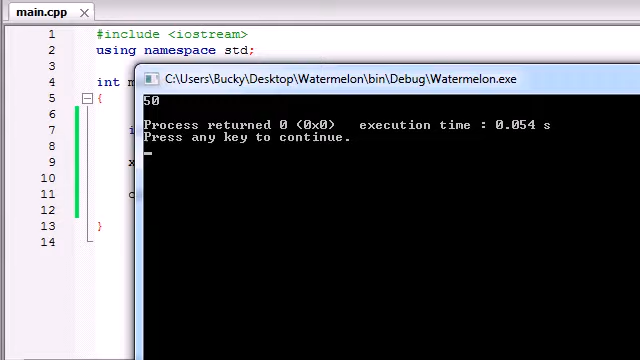 main.cpp
1 #include <iostream>
2 using namespace std;
3
4 int m
5 {
6
7 i
8
9 x
10
11 c
12
13 }
14
C:\Users\Bucky\Desktop\Watermelon\bin\Debug\Watermelon.exe
50
Process returned 0 (0x0) execution time : 0.054 s
Press any key to continue.